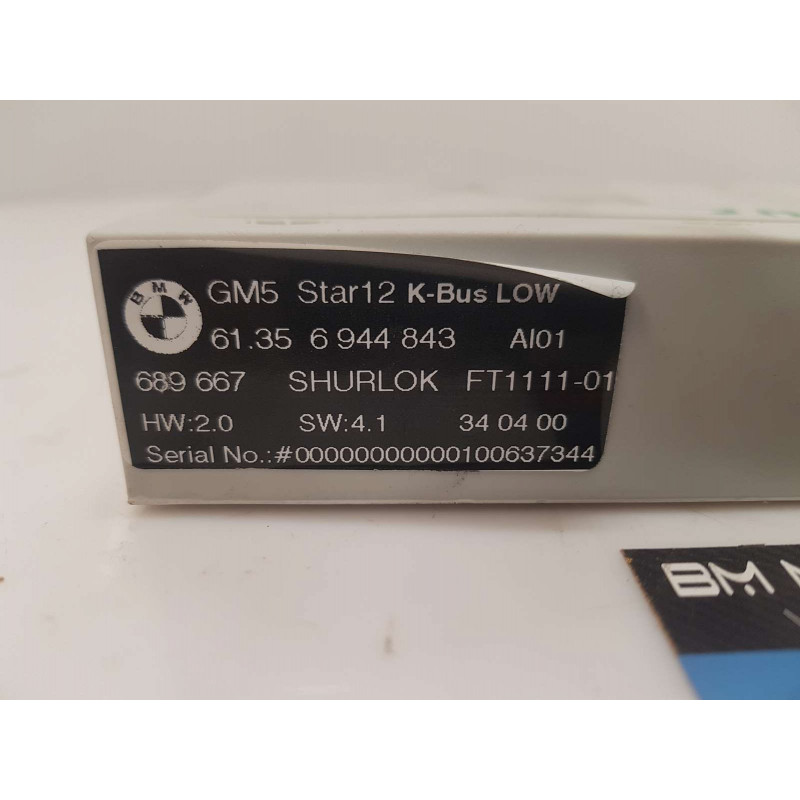 BMW
GM5 Star12 K-Bus LOW
61.35 6 944 843 AI01
689 667 SHURLOK FT1111-01
HW:2.0 SW:4.1 34 04 00
Serial No.:#00000000000100637344
BM